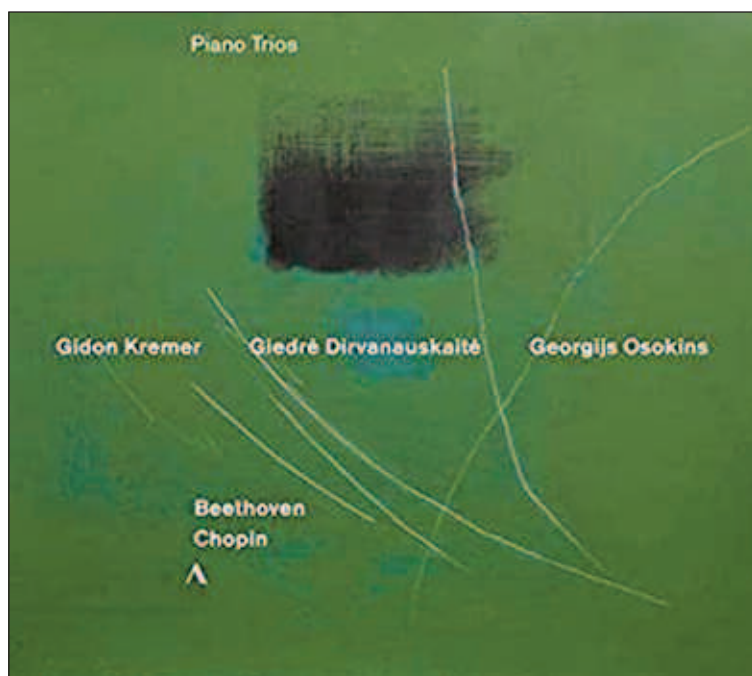 Piano Trios
Gidon Kremer Giedrė Dirvanauskaitė Georgijs Osokins
Beethoven
Chopin